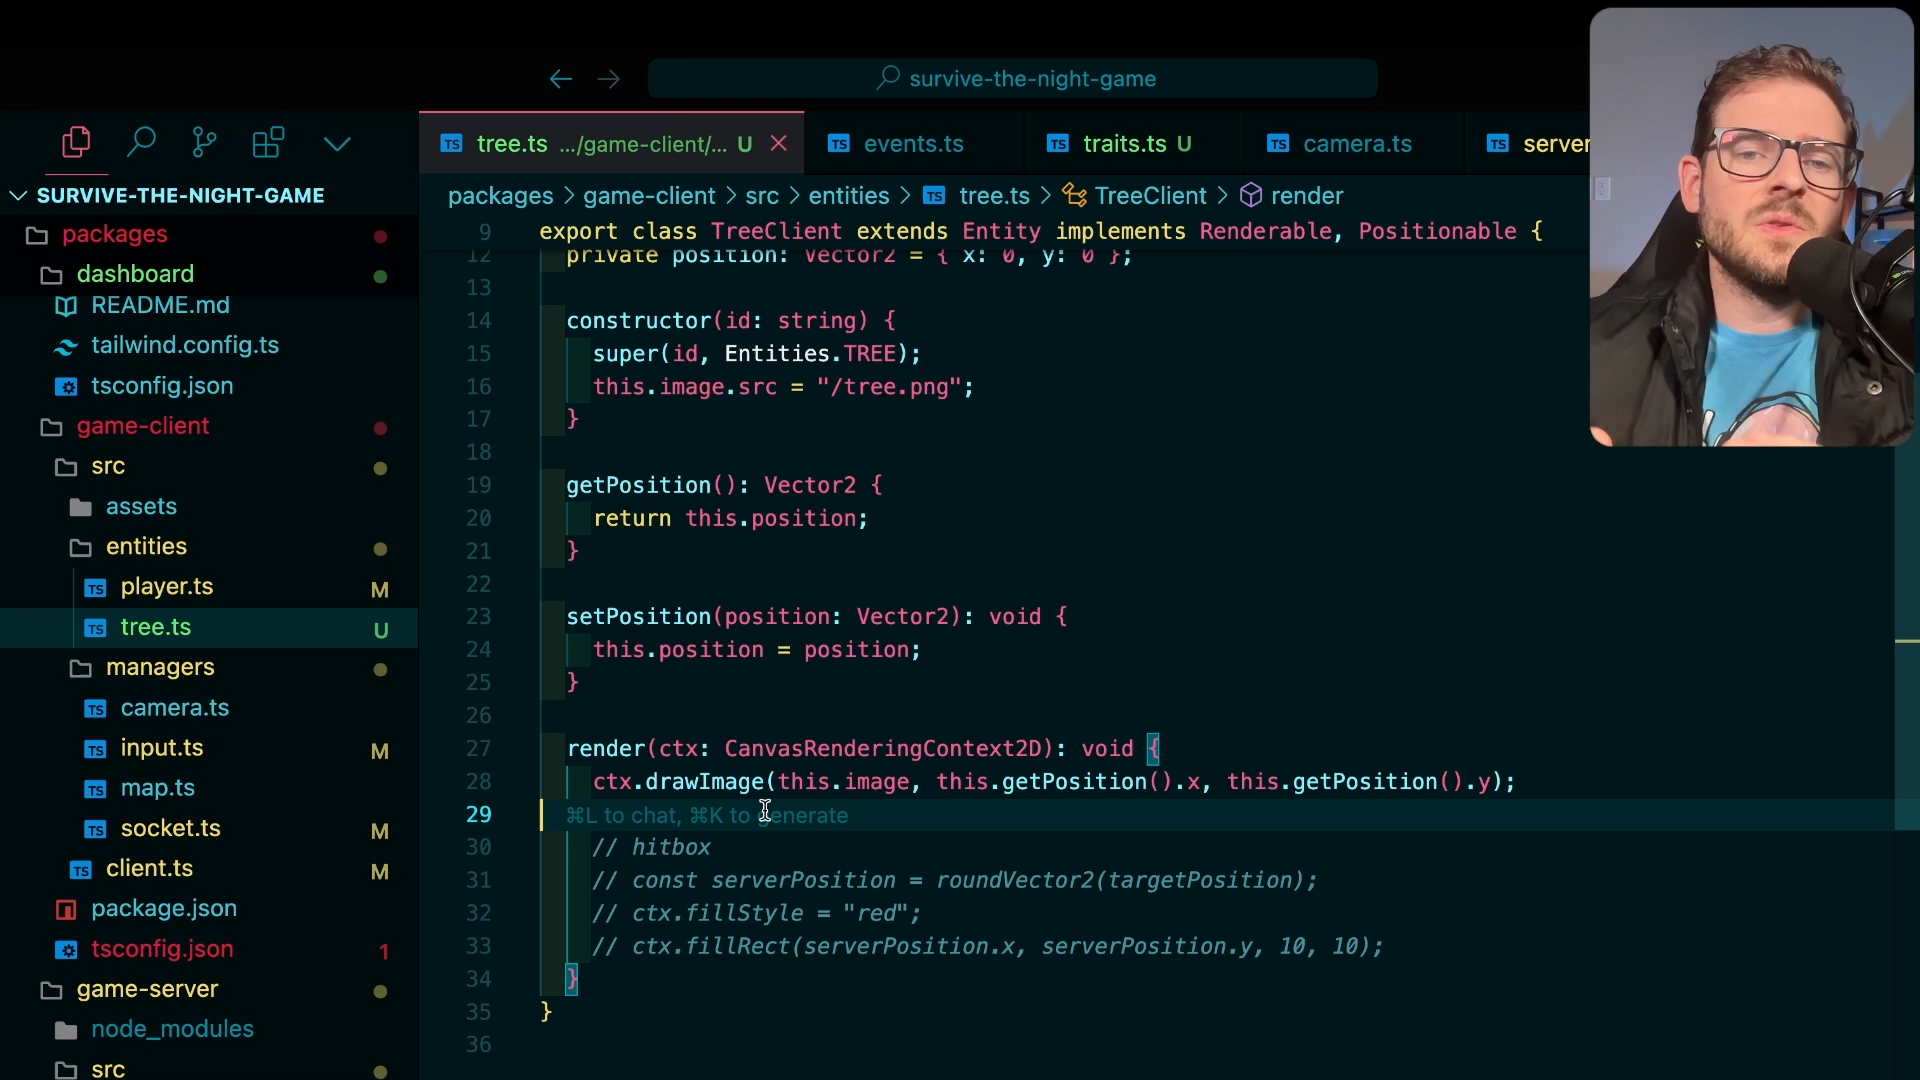 survive-the-night-game
TS tree.ts .../game-client/... U
TS events.ts
TS traits.ts U
TS camera.ts
TS server
SURVIVE-THE-NIGHT-GAME
packages
dashboard
README.md
tailwind.config.ts
tsconfig.json
game-client
src
assets
entities
TS player.ts M
TS tree.ts U
managers
TS camera.ts
TS input.ts M
TS map.ts
TS socket.ts M
TS client.ts M
package.json
tsconfig.json 1
game-server
node_modules
src
packages > game-client > src > entities > TS tree.ts > TreeClient > render
9 export class TreeClient extends Entity implements Renderable, Positionable {
12 private position: Vector2 = { x: 0, y: 0 };
13
14 constructor(id: string) {
15 super(id, Entities.TREE);
16 this.image.src = "/tree.png";
17 }
18
19 getPosition(): Vector2 {
20 return this.position;
21 }
22
23 setPosition(position: Vector2): void {
24 this.position = position;
25 }
26
27 render(ctx: CanvasRenderingContext2D): void {
28 ctx.drawImage(this.image, this.getPosition().x, this.getPosition().y);
29 ⌘L to chat, ⌘K to generate
30 // hitbox
31 // const serverPosition = roundVector2(targetPosition);
32 // ctx.fillStyle = "red";
33 // ctx.fillRect(serverPosition.x, serverPosition.y, 10, 10);
34 }
35 }
36